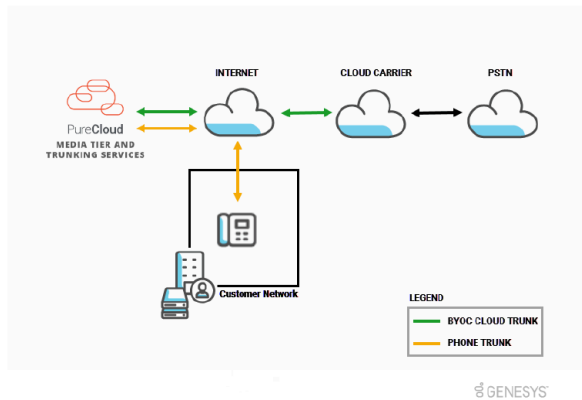 INTERNET
CLOUD CARRIER
PSTN
PureCloud
MEDIA TIER AND
TRUNKING SERVICES
Customer Network
LEGEND
BYOC CLOUD TRUNK
PHONE TRUNK
GENESYS